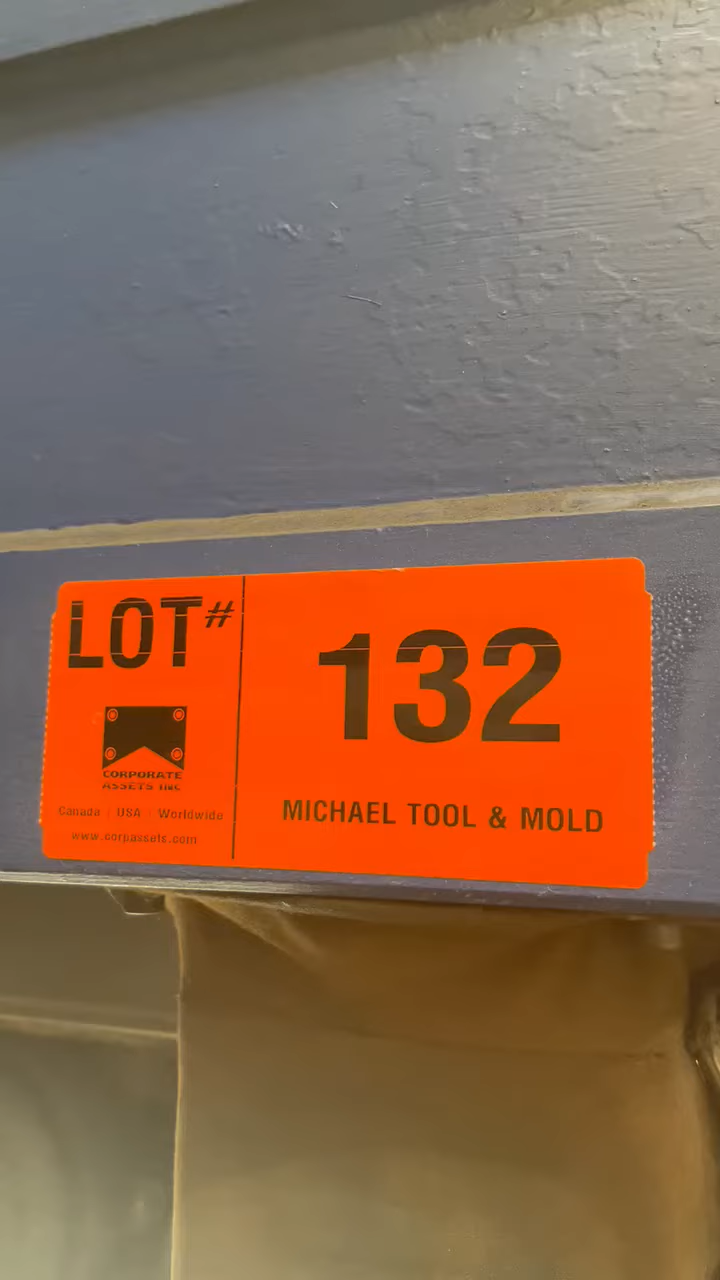 LOT#
132
CORPORATE
ASSETS INC
Canada | USA | Worldwide
www.corpassets.com
MICHAEL TOOL & MOLD